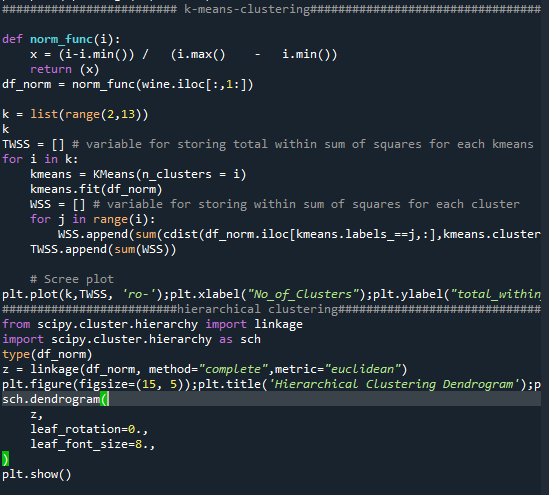 ######################### k-means-clustering#################################
def norm_func(i):
    x = (i-i.min()) /   (i.max()    -   i.min())
    return (x)
df_norm = norm_func(wine.iloc[:,1:])
k = list(range(2,13))
k
TWSS = [] # variable for storing total within sum of squares for each kmeans
for i in k:
    kmeans = KMeans(n_clusters = i)
    kmeans.fit(df_norm)
    WSS = [] # variable for storing within sum of squares for each cluster
    for j in range(i):
        WSS.append(sum(cdist(df_norm.iloc[kmeans.labels_==j,:],kmeans.cluster
    TWSS.append(sum(WSS))
    # Scree plot
plt.plot(k,TWSS, 'ro-');plt.xlabel("No_of_Clusters");plt.ylabel("total_within
#########################hierarchical clustering#############################
from scipy.cluster.hierarchy import linkage
import scipy.cluster.hierarchy as sch
type(df_norm)
z = linkage(df_norm, method="complete",metric="euclidean")
plt.figure(figsize=(15, 5));plt.title('Hierarchical Clustering Dendrogram');p
sch.dendrogram(
    z,
    leaf_rotation=0.,
    leaf_font_size=8.,
)
plt.show()